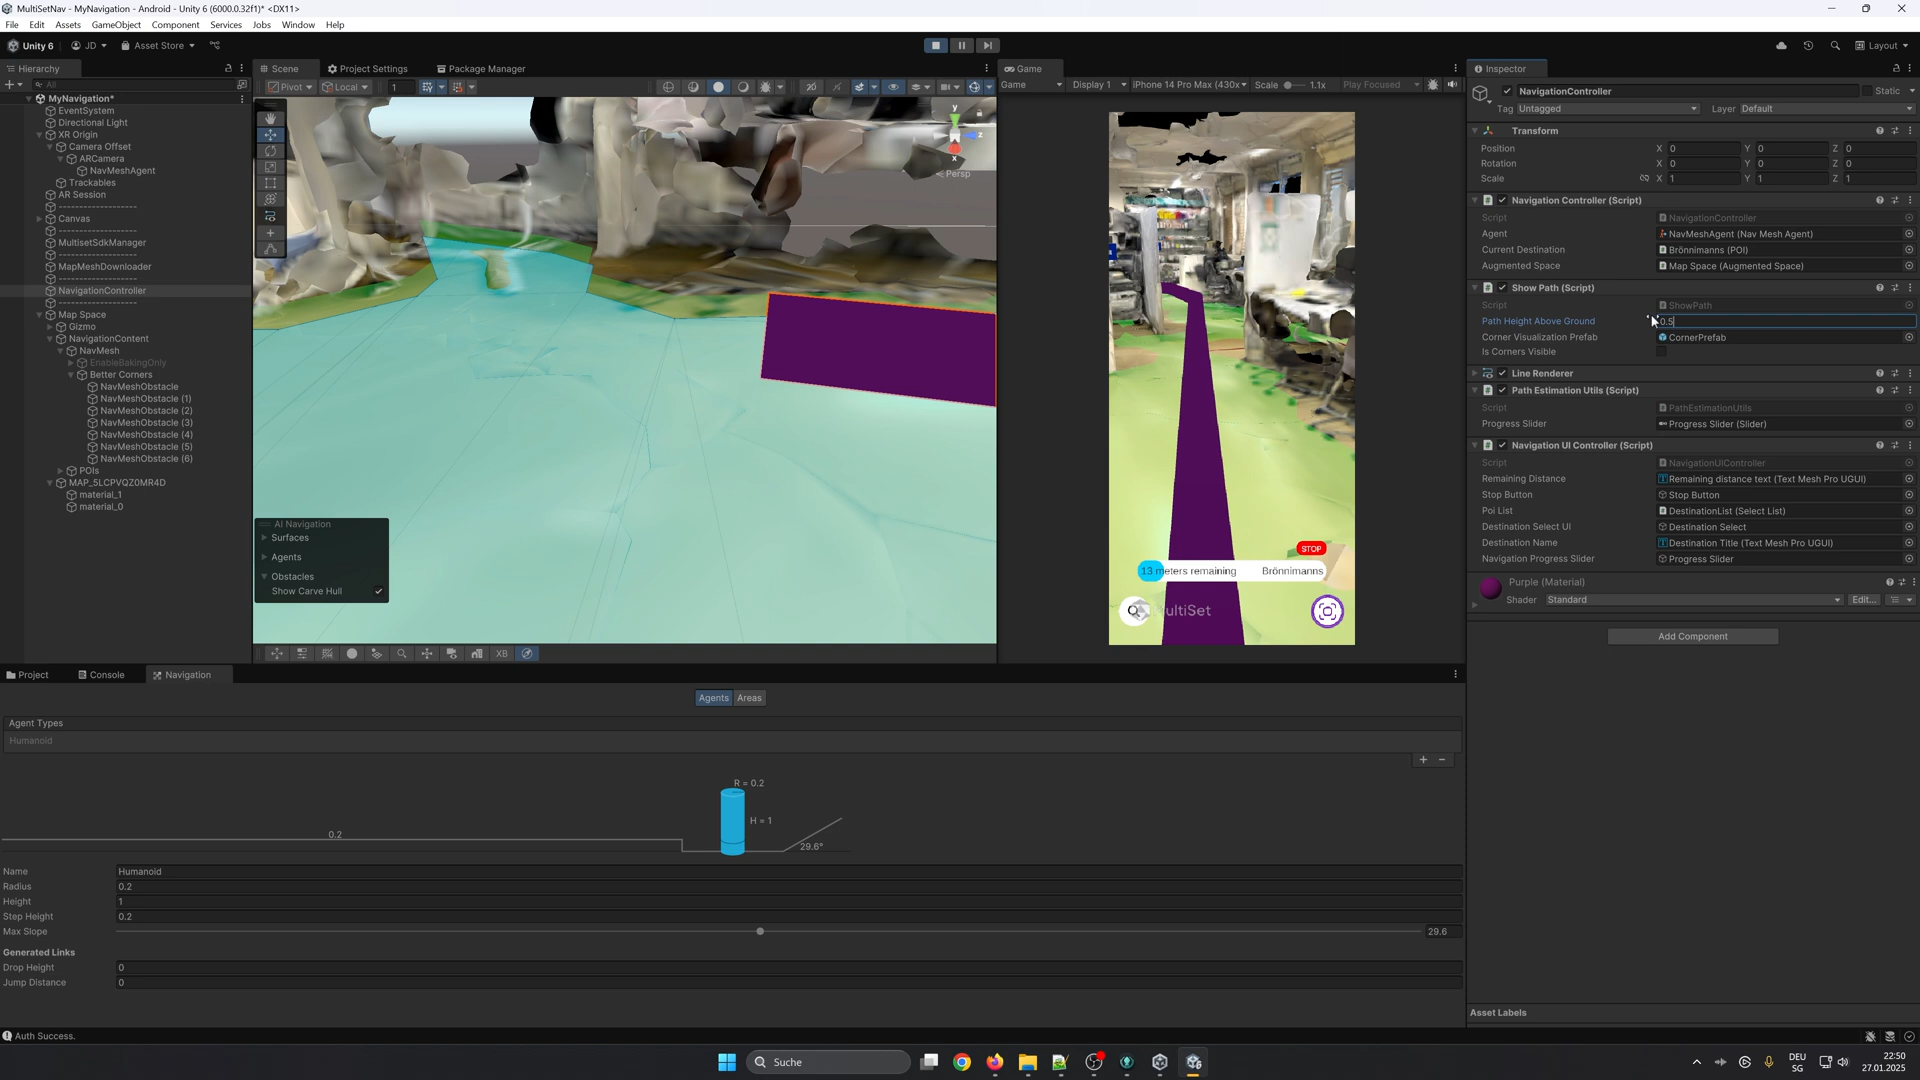 MultiSetNav - MyNavigation - Android - Unity 6 (6000.0.32f1)* <DX11>
File Edit Assets GameObject Component Services Jobs Window Help
Unity 6 JD Asset Store Layout
Hierarchy
All
MyNavigation*
EventSystem
Directional Light
XR Origin
Camera Offset
ARCamera
NavMeshAgent
Trackables
AR Session
--------------------
Canvas
--------------------
MultisetSdkManager
--------------------
MapMeshDownloader
--------------------
NavigationController
--------------------
Map Space
Gizmo
NavigationContent
NavMesh
EnableBakingOnly
Better Corners
NavMeshObstacle
NavMeshObstacle (1)
NavMeshObstacle (2)
NavMeshObstacle (3)
NavMeshObstacle (4)
NavMeshObstacle (5)
NavMeshObstacle (6)
POIs
MAP_5LCPVQZ0MR4D
material_1
material_0
Scene Project Settings Package Manager
Pivot Local 1
y
z
x
Persp
AI Navigation
Surfaces
Agents
Obstacles
Show Carve Hull
XB
Game
Game Display 1 iPhone 14 Pro Max (430x Scale 1.1x Play Focused
STOP
13 meters remaining Brönnimanns
MultiSet
Inspector
NavigationController Static
Tag Untagged Layer Default
Transform
Position X 0 Y 0 Z 0
Rotation X 0 Y 0 Z 0
Scale X 1 Y 1 Z 1
Navigation Controller (Script)
Script NavigationController
Agent NavMeshAgent (Nav Mesh Agent)
Current Destination Brönnimanns (POI)
Augmented Space Map Space (Augmented Space)
Show Path (Script)
Script ShowPath
Path Height Above Ground 0.5
Corner Visualization Prefab CornerPrefab
Is Corners Visible
Line Renderer
Path Estimation Utils (Script)
Script PathEstimationUtils
Progress Slider Progress Slider (Slider)
Navigation UI Controller (Script)
Script NavigationUIController
Remaining Distance Remaining distance text (Text Mesh Pro UGUI)
Stop Button Stop Button
Poi List DestinationList (Select List)
Destination Select UI Destination Select
Destination Name Destination Title (Text Mesh Pro UGUI)
Navigation Progress Slider Progress Slider
Purple (Material)
Shader Standard Edit...
Add Component
Asset Labels
Project Console Navigation
Agents Areas
Agent Types
Humanoid
R = 0.2
H = 1
0.2
29.6°
Name Humanoid
Radius 0.2
Height 1
Step Height 0.2
Max Slope 29.6
Generated Links
Drop Height 0
Jump Distance 0
Auth Success.
Suche
DEU
SG
22:50
27.01.2025